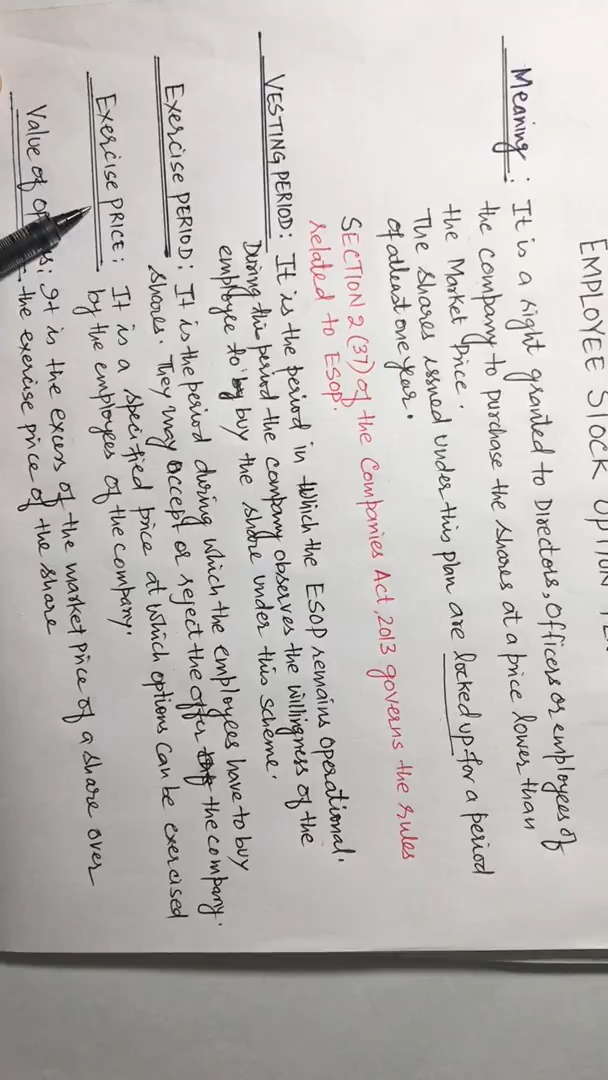 EMPLOYEE STOCK OPTION
Meaning: It is a right granted to Directors, Officers or employees of
the company to purchase the shares at a price lower than
the Market Price.
The shares issued under this plan are locked up for a period
of atleast one year.
SECTION 2 (37) of the Companies Act, 2013 governs the rules
related to ESOP.
VESTING PERIOD: It is the period in which the ESOP remains operational.
During this period the company observes the willingness of the
employee to by buy the share under this scheme.
Exercise PERIOD: It is the period during which the employees have to buy
shares. They may accept or reject the offer of the company.
Exercise PRICE: It is a specified price at which options can be exercised
by the employees of the company.
Value of It is the excess of the market price of a share over
the exercise price of the share